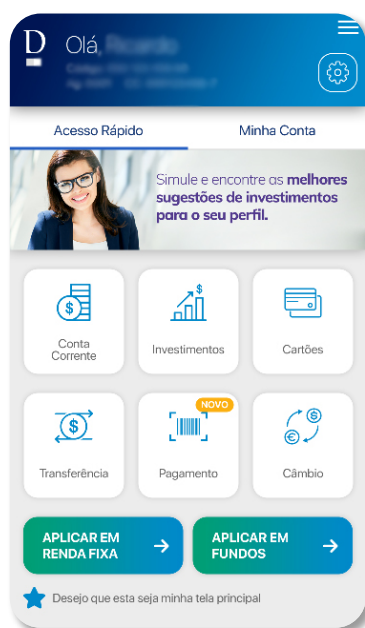 D
Olá,
Acesso Rápido
Minha Conta
Simule e encontre as melhores
sugestões de investimentos
para o seu perfil.
$
$
Conta
Corrente
Investimentos
Cartões
$
NOVO
$
€
Transferência
Pagamento
Câmbio
APLICAR EM
RENDA FIXA
APLICAR EM
FUNDOS
Desejo que esta seja minha tela principal